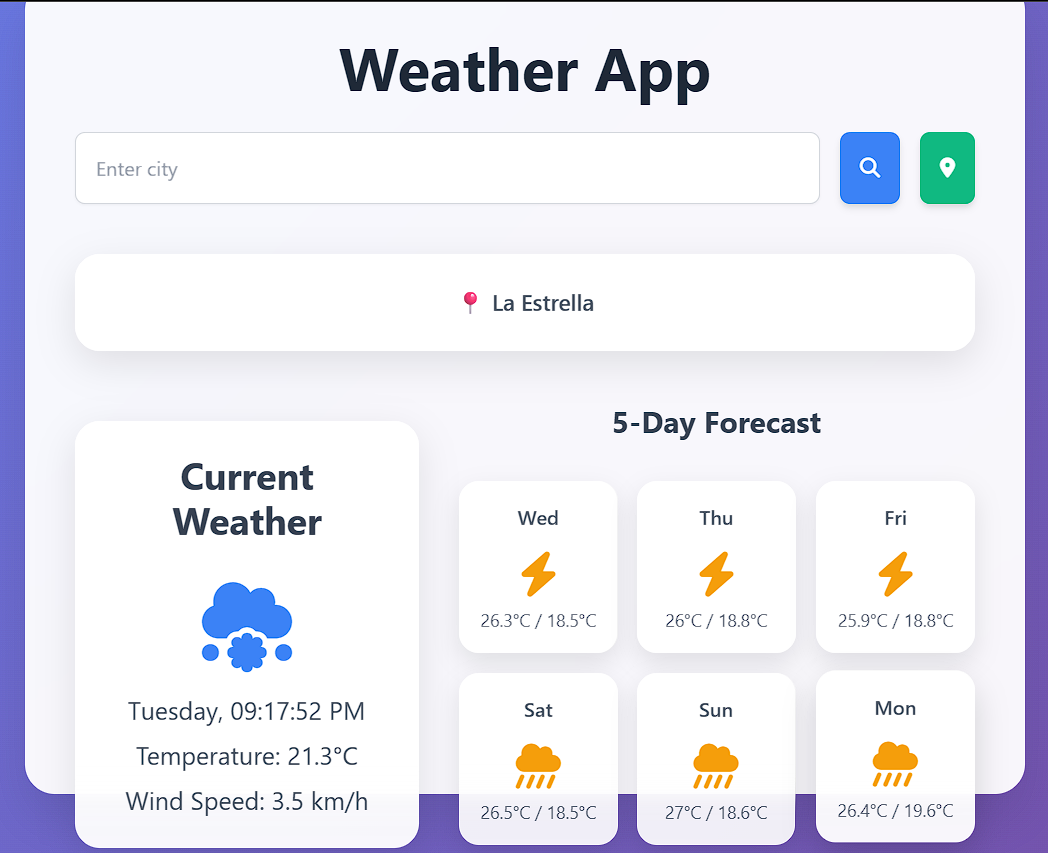 Weather App
Enter city
📍 La Estrella
Current
Weather
Tuesday, 09:17:52 PM
Temperature: 21.3°C
Wind Speed: 3.5 km/h
5-Day Forecast
Wed
26.3°C / 18.5°C
Thu
26°C / 18.8°C
Fri
25.9°C / 18.8°C
Sat
26.5°C / 18.5°C
Sun
27°C / 18.6°C
Mon
26.4°C / 19.6°C